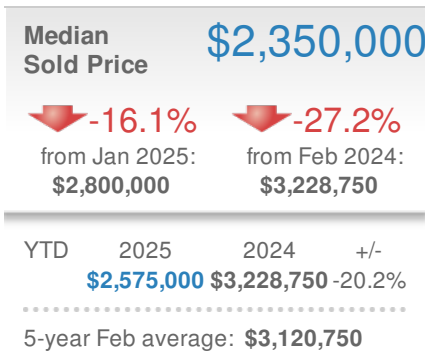 Median $2,350,000
Sold Price
-16.1% -27.2%
from Jan 2025: from Feb 2024:
$2,800,000 $3,228,750
YTD 2025 2024 +/-
$2,575,000 $3,228,750 -20.2%
5-year Feb average: $3,120,750